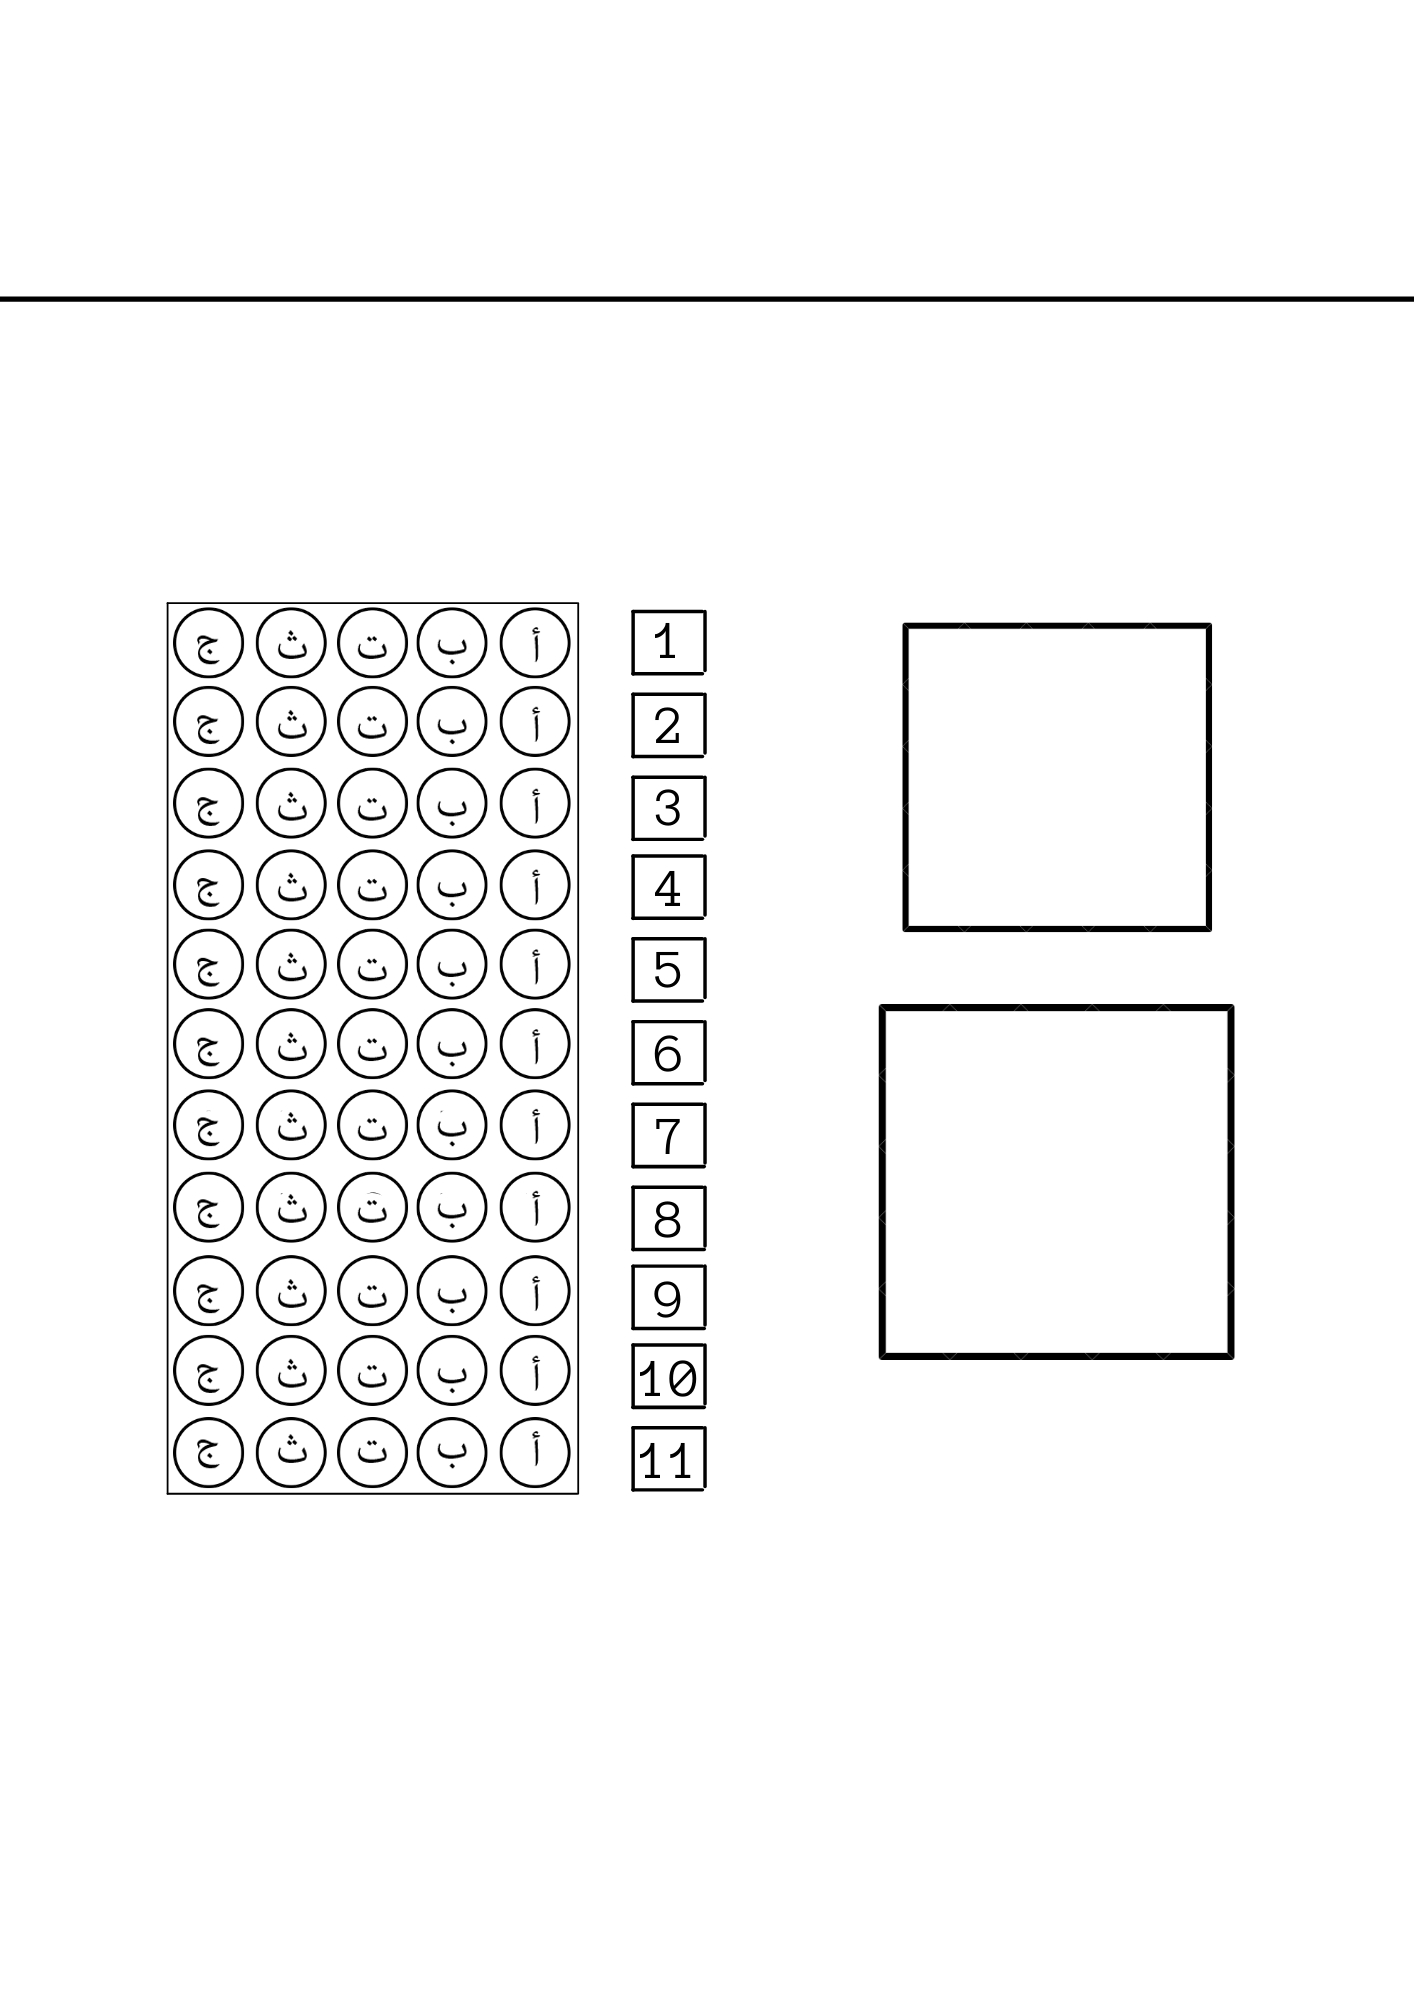 1 أ ب ت ث ج
2 أ ب ت ث ج
3 أ ب ت ث ج
4 أ ب ت ث ج
5 أ ب ت ث ج
6 أ ب ت ث ج
7 أ ب ت ث ج
8 أ ب ت ث ج
9 أ ب ت ث ج
10 أ ب ت ث ج
11 أ ب ت ث ج